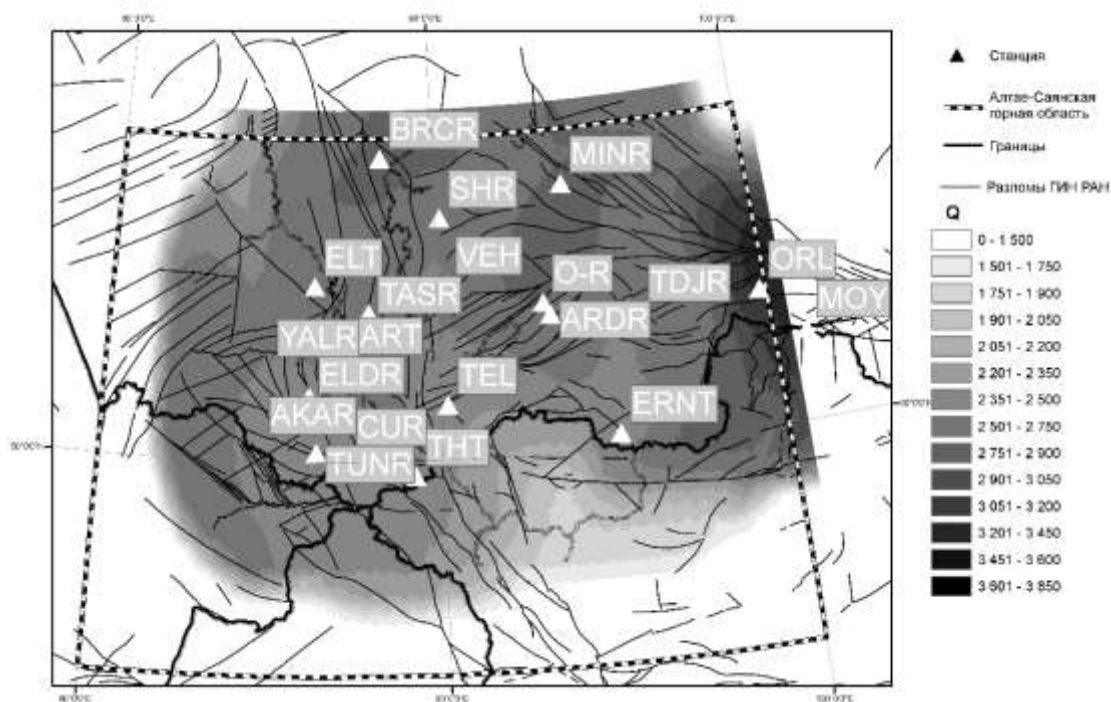 BRCR
MINR
SHR
ELT
VEH
O-R
TDJR
ORL
TASR
MOY
YALR
ART
ARDR
ELDR
TEL
AKAR
CUR
ERNT
THT
TUNR
Станция
Алтае-Саянская
горная область
Границы
Разломы ГИН РАН
Q
0 - 1 500
1 501 - 1 750
1 751 - 1 900
1 901 - 2 050
2 051 - 2 200
2 201 - 2 350
2 351 - 2 500
2 501 - 2 750
2 751 - 2 900
2 901 - 3 050
3 051 - 3 200
3 201 - 3 450
3 451 - 3 600
3 601 - 3 850